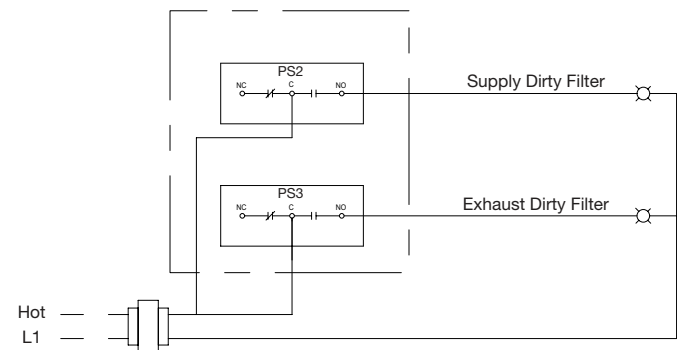 PS2
NC C NO
Supply Dirty Filter
PS3
NC C NO
Exhaust Dirty Filter
Hot
L1